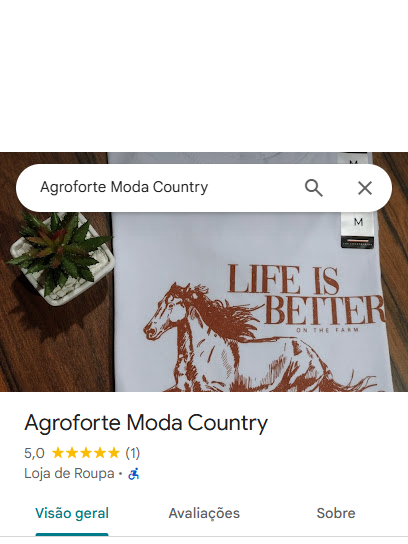 Agroforte Moda Country
M
LIFE IS
BETTER
ON THE FARM
Agroforte Moda Country
5,0 (1)
Loja de Roupa ·
Visão geral
Avaliações
Sobre